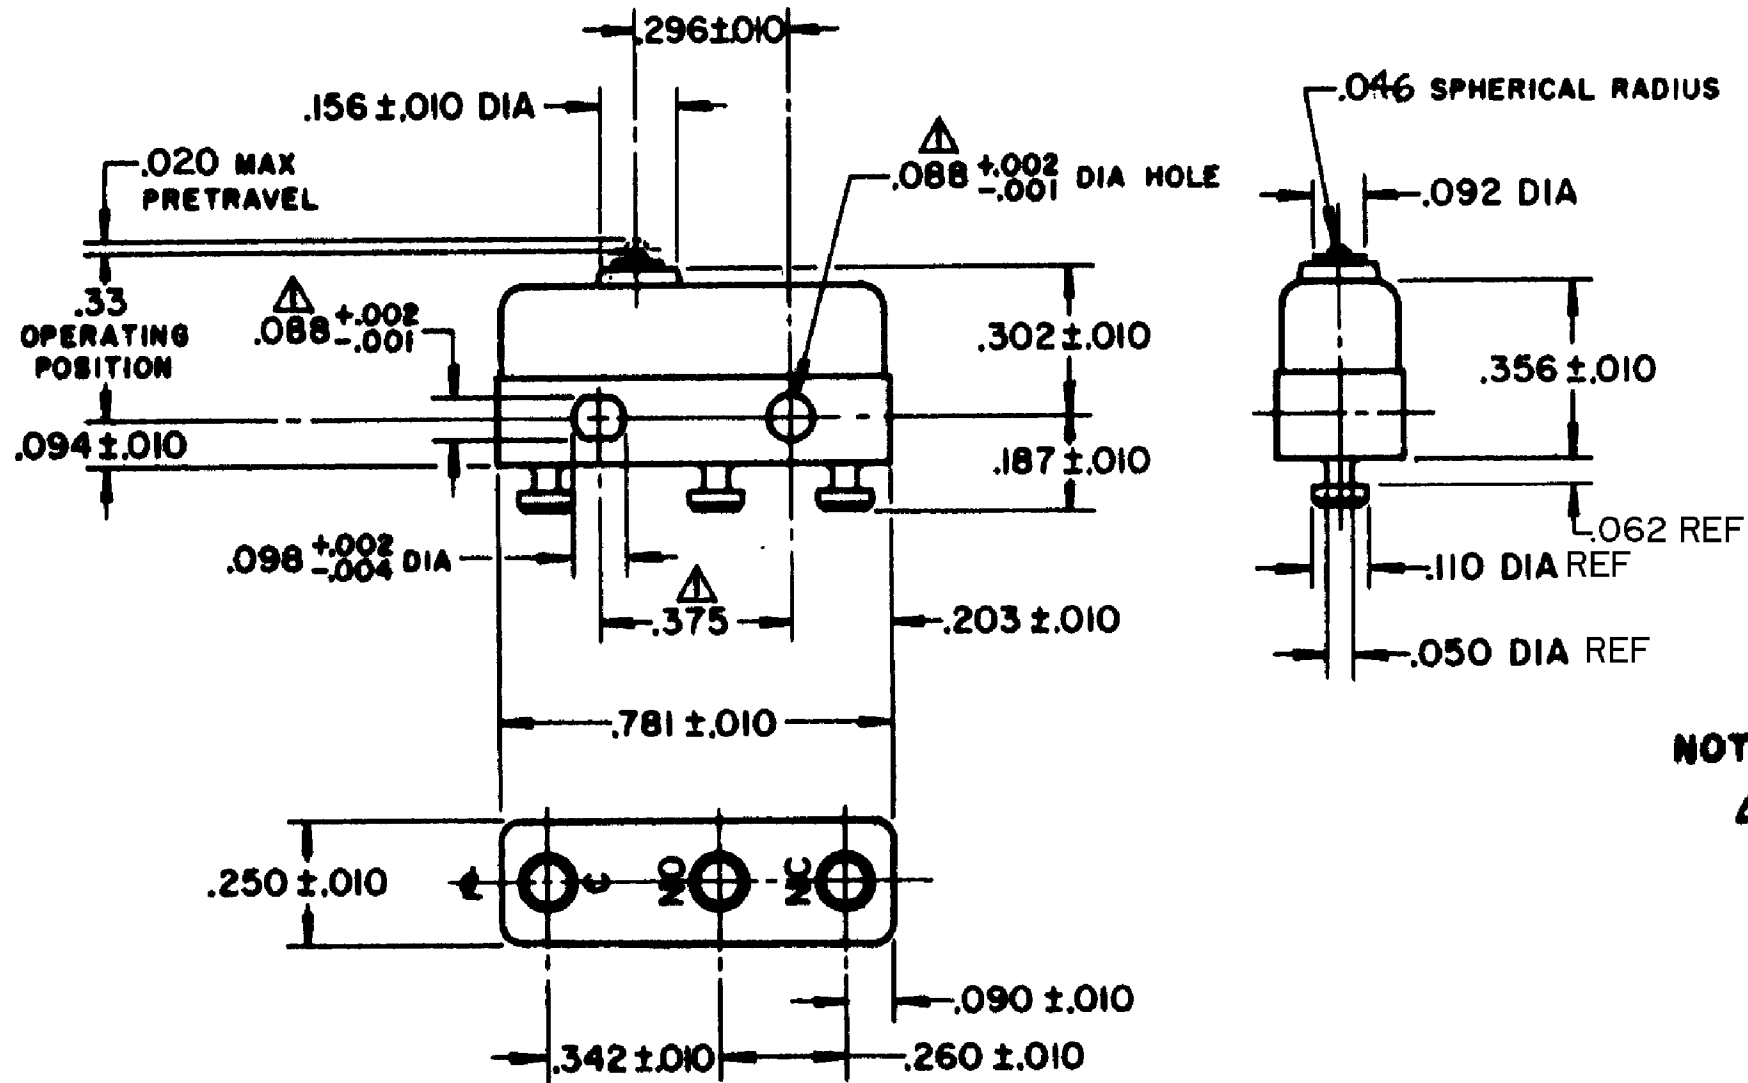 .296±.010
.156±.010 DIA
.046 SPHERICAL RADIUS
.020 MAX
PRETRAVEL
.088 +.002 -.001 DIA HOLE
.092 DIA
.33
OPERATING
POSITION
.088 +.002 -.001
.302±.010
.356±.010
.094±.010
.187±.010
.062 REF
.098 +.002 -.004 DIA
.110 DIA REF
.375
.203±.010
.050 DIA REF
.781±.010
NOT
.250±.010
C
NO
NC
.090±.010
.342±.010
.260±.010